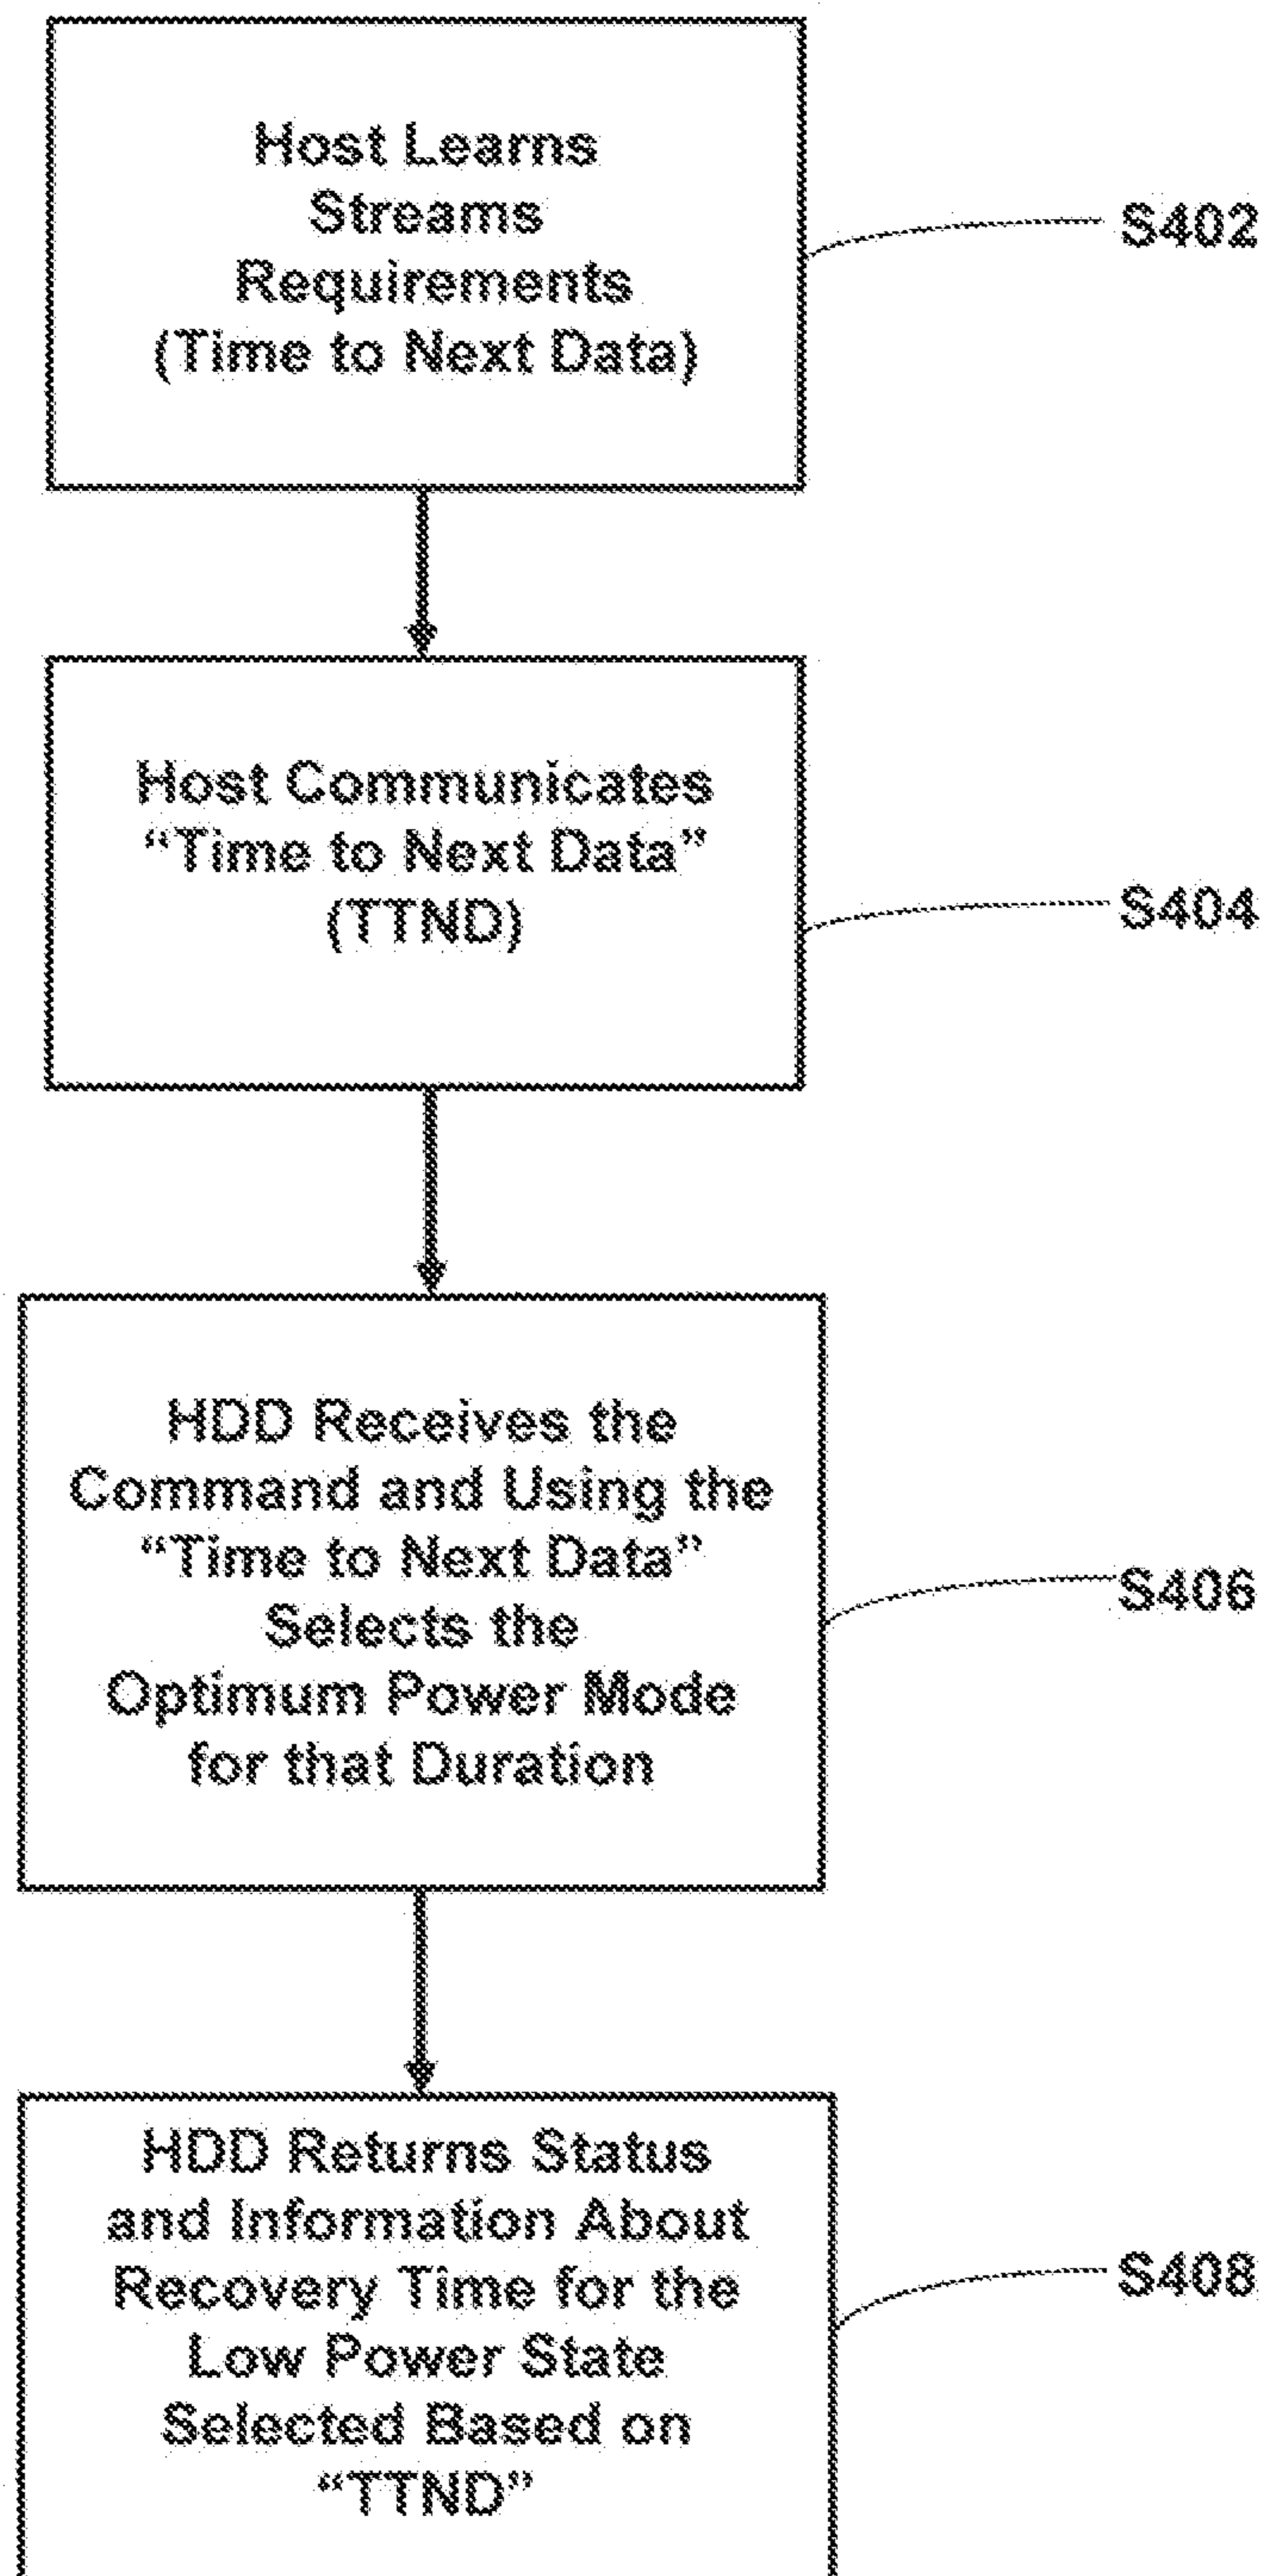 Host Learns
Streams
Requirements
(Time to Next Data)
S402
Host Communicates
“Time to Next Data”
(TTND)
S404
HDD Receives the
Command and Using the
“Time to Next Data”
Selects the
Optimum Power Mode
for that Duration
S406
HDD Returns Status
and Information About
Recovery Time for the
Low Power State
Selected Based on
“TTND”
S408